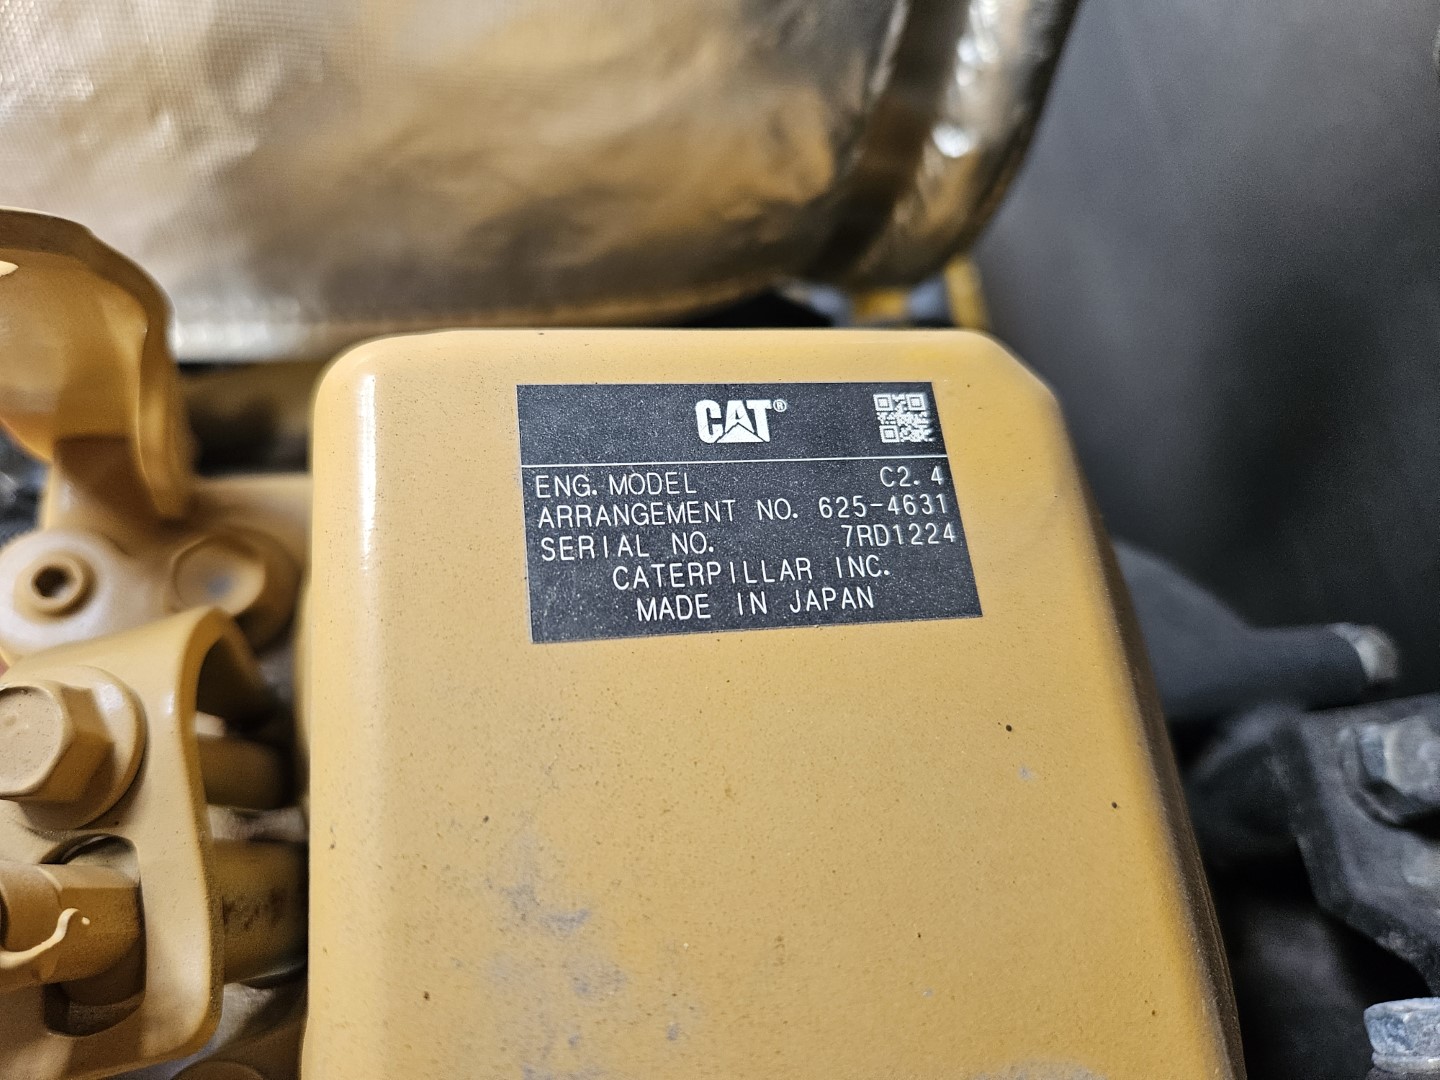 CAT®
ENG. MODEL C2.4
ARRANGEMENT NO. 625-4631
SERIAL NO. 7RD1224
CATERPILLAR INC.
MADE IN JAPAN